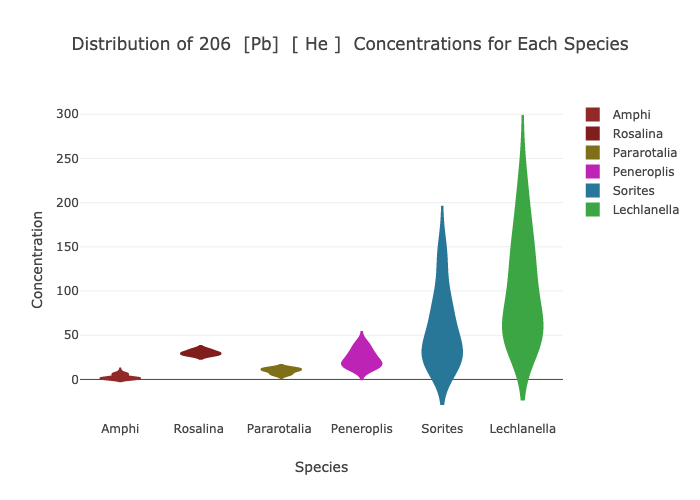 Distribution of 206  [Pb]  [ He ]  Concentrations for Each Species
300
250
200
150
100
50
0
Concentration
Amphi
Rosalina
Pararotalia
Peneroplis
Sorites
Lechlanella
Species
Amphi
Rosalina
Pararotalia
Peneroplis
Sorites
Lechlanella